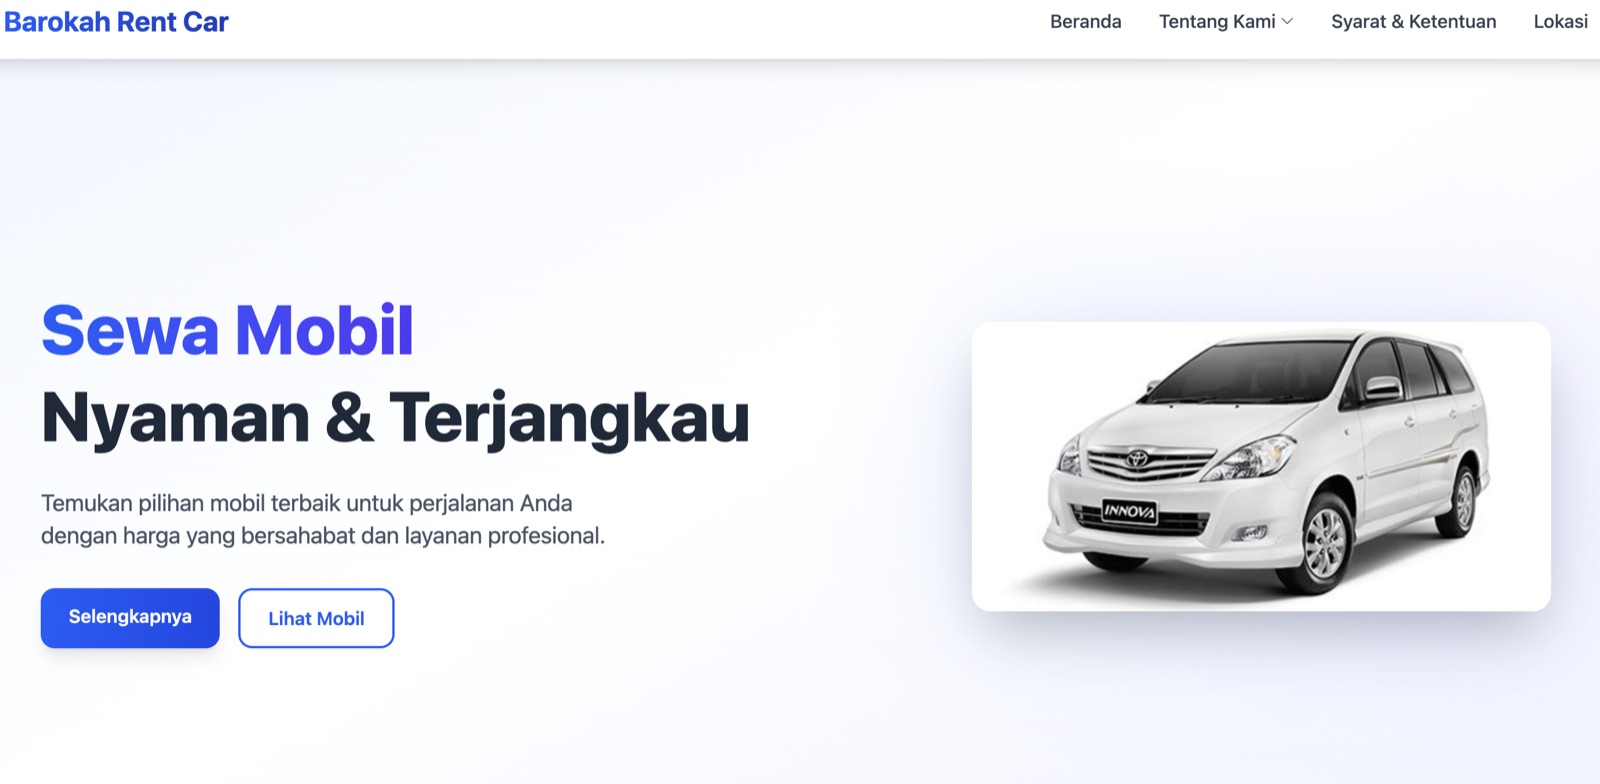 Barokah Rent Car
Beranda
Tentang Kami
Syarat & Ketentuan
Lokasi
Sewa Mobil
Nyaman & Terjangkau
Temukan pilihan mobil terbaik untuk perjalanan Anda
dengan harga yang bersahabat dan layanan profesional.
Selengkapnya
Lihat Mobil
INNOVA